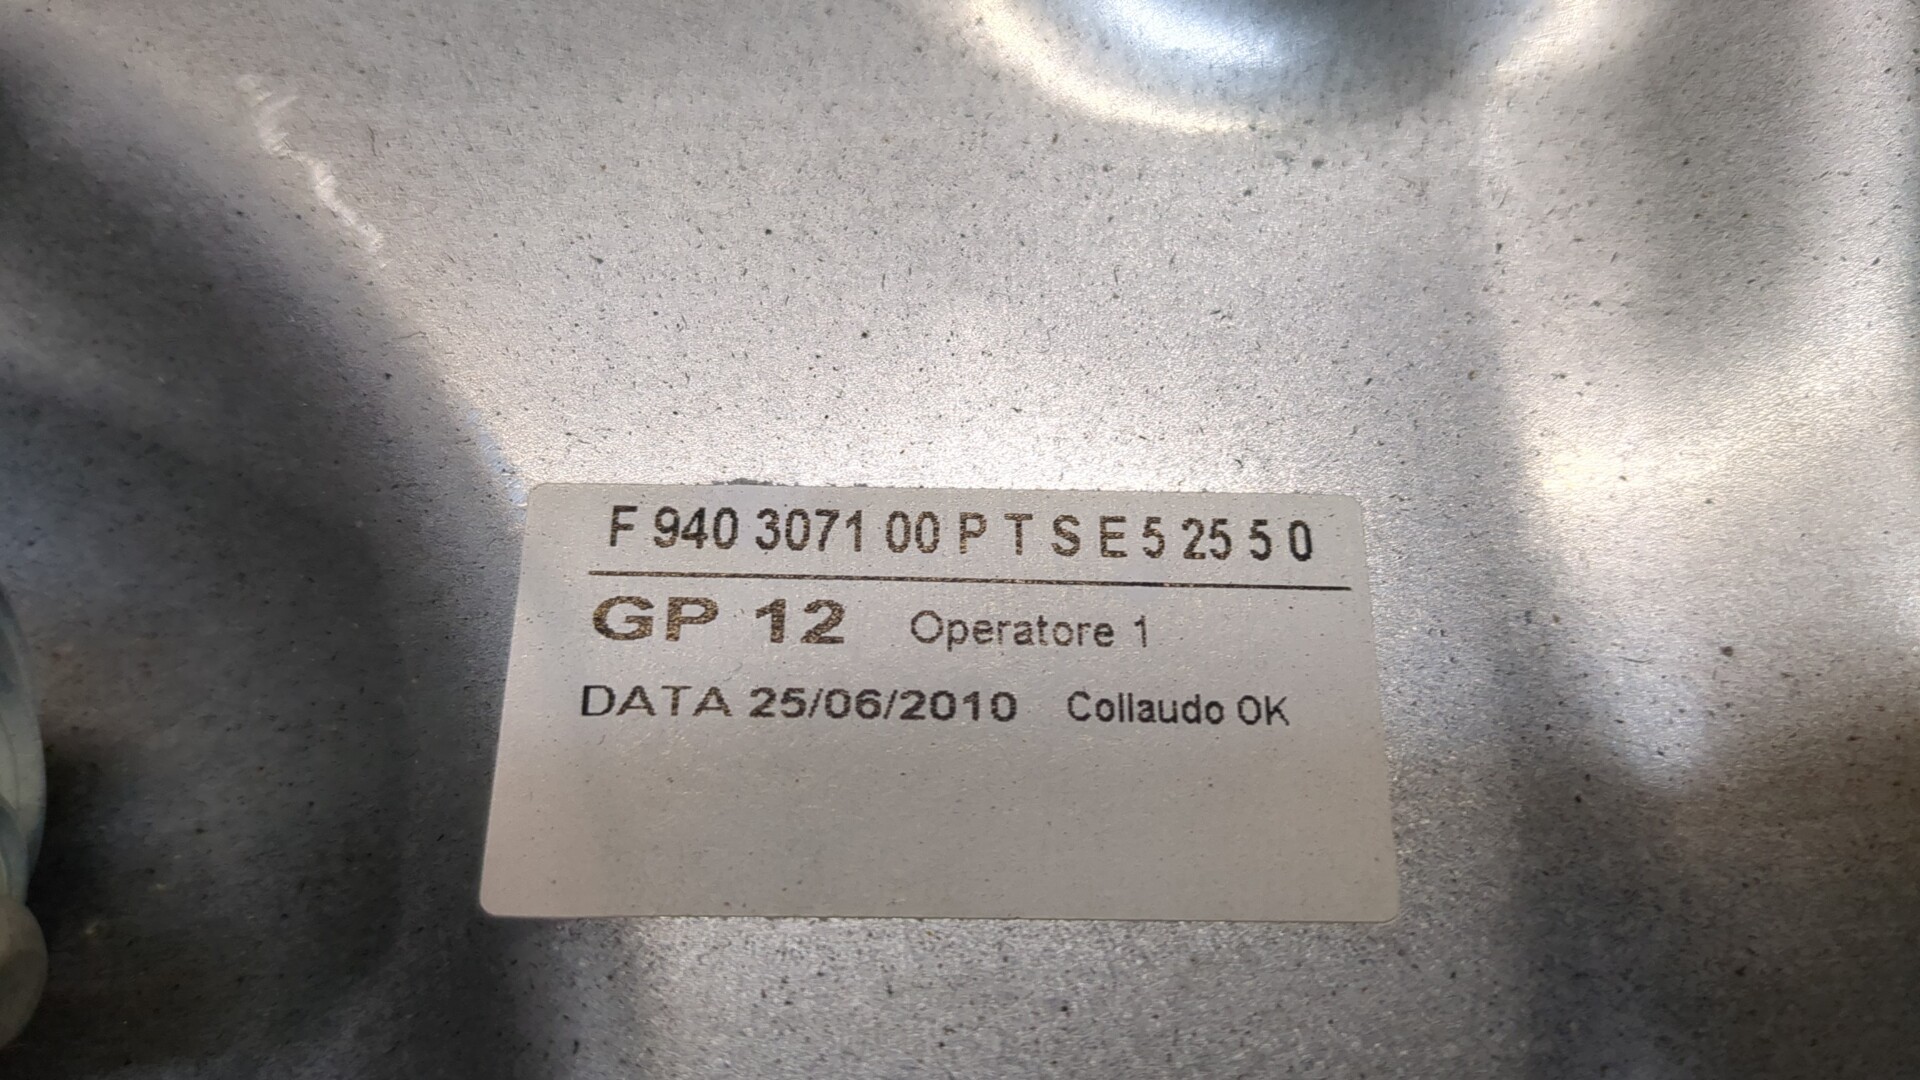 F 940 3071 00 P T S E 5 25 5 0
GP 12 Operatore 1
DATA 25/06/2010 Collaudo OK